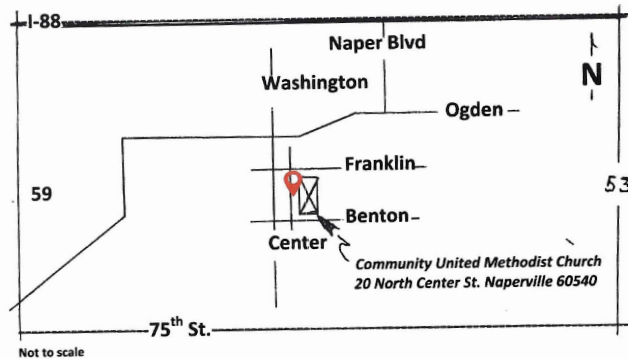 I-88
Naper Blvd
Washington
N
Ogden
Franklin
59
53
Benton
Center
Community United Methodist Church
20 North Center St. Naperville 60540
75th St.
Not to scale